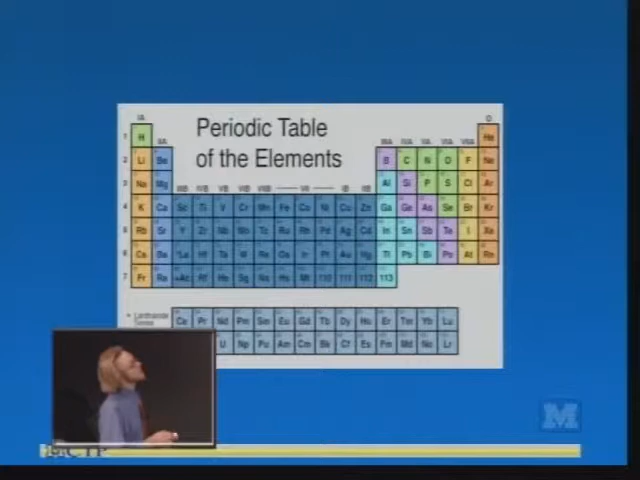 IA
O
Periodic Table
of the Elements
1 H IIA IIIA IVA VA VIA VIIA He
2 Li Be B C N O F Ne
3 Na Mg IIIB IVB VB VIB VIIB VII IB IIB Al Si P S Cl Ar
4 K Ca Sc Ti V Cr Mn Fe Co Ni Cu Zn Ga Ge As Se Br Kr
5 Rb Sr Y Zr Nb Mo Tc Ru Rh Pd Ag Cd In Sn Sb Te I Xe
6 Cs Ba *La Hf Ta W Re Os Ir Pt Au Hg Tl Pb Bi Po At Rn
7 Fr Ra +Ac Rf Ha Sg Ns Hs Mt 110 111 112 113
* Lanthanide Ce Pr Nd Pm Sm Eu Gd Tb Dy Ho Er Tm Yb Lu
Series
U Np Pu Am Cm Bk Cf Es Fm Md No Lr
M
MCTP